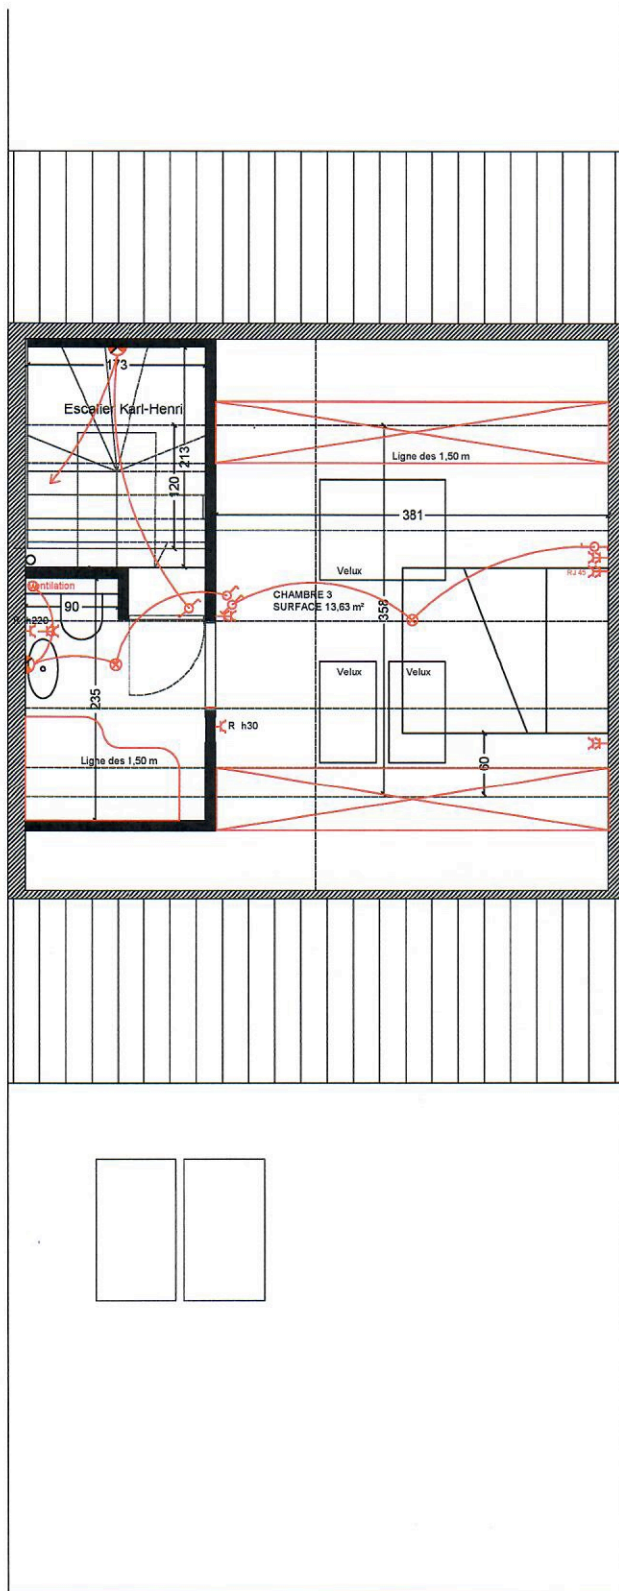 173
Escalier Karl-Henri
213
120
Ligne des 1,50 m
381
Velux
RJ 45
Ventilation
90
CHAMBRE 3
SURFACE 13,63 m²
358
R h220
Velux
Velux
235
R h30
Ligne des 1,50 m
60